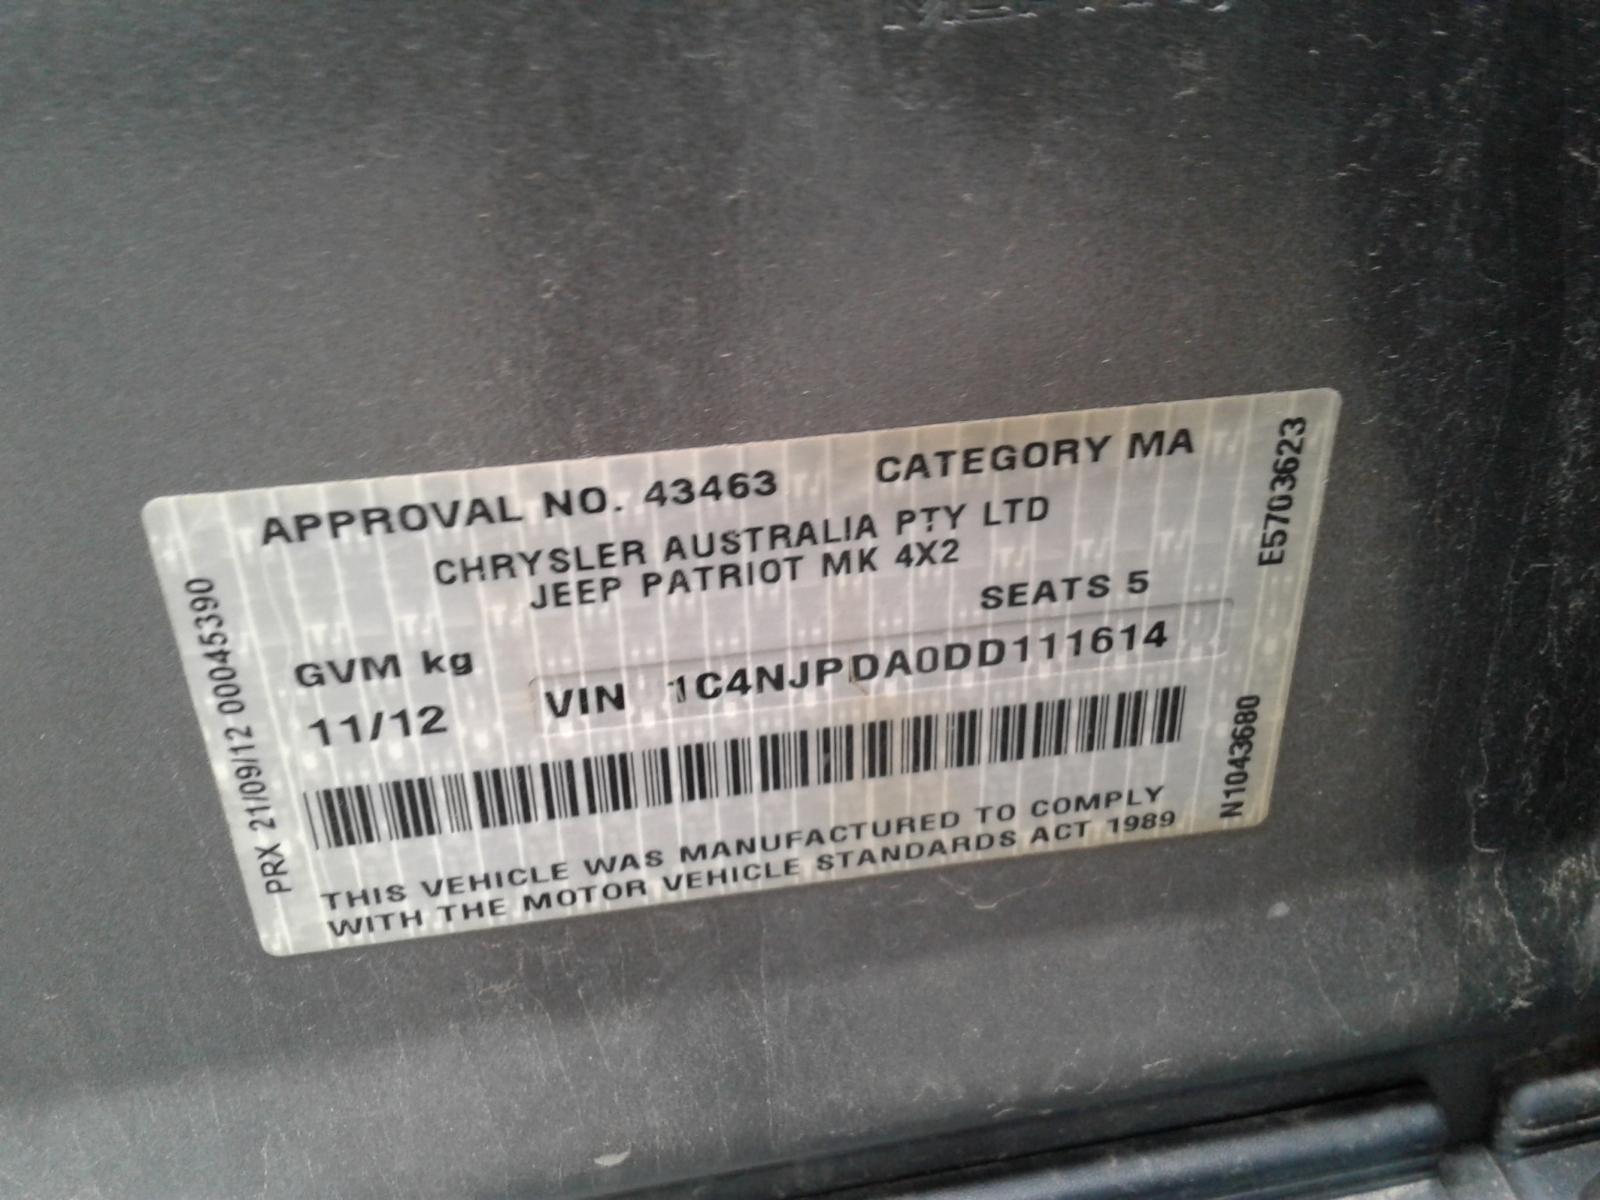 APPROVAL NO. 43463 CATEGORY MA
CHRYSLER AUSTRALIA PTY LTD
JEEP PATRIOT MK 4X2
SEATS 5
GVM kg
11/12 VIN 1C4NJPDA0DD111614
THIS VEHICLE WAS MANUFACTURED TO COMPLY
WITH THE MOTOR VEHICLE STANDARDS ACT 1989
PRX 21/09/12 00045390
E5703623
N1043680